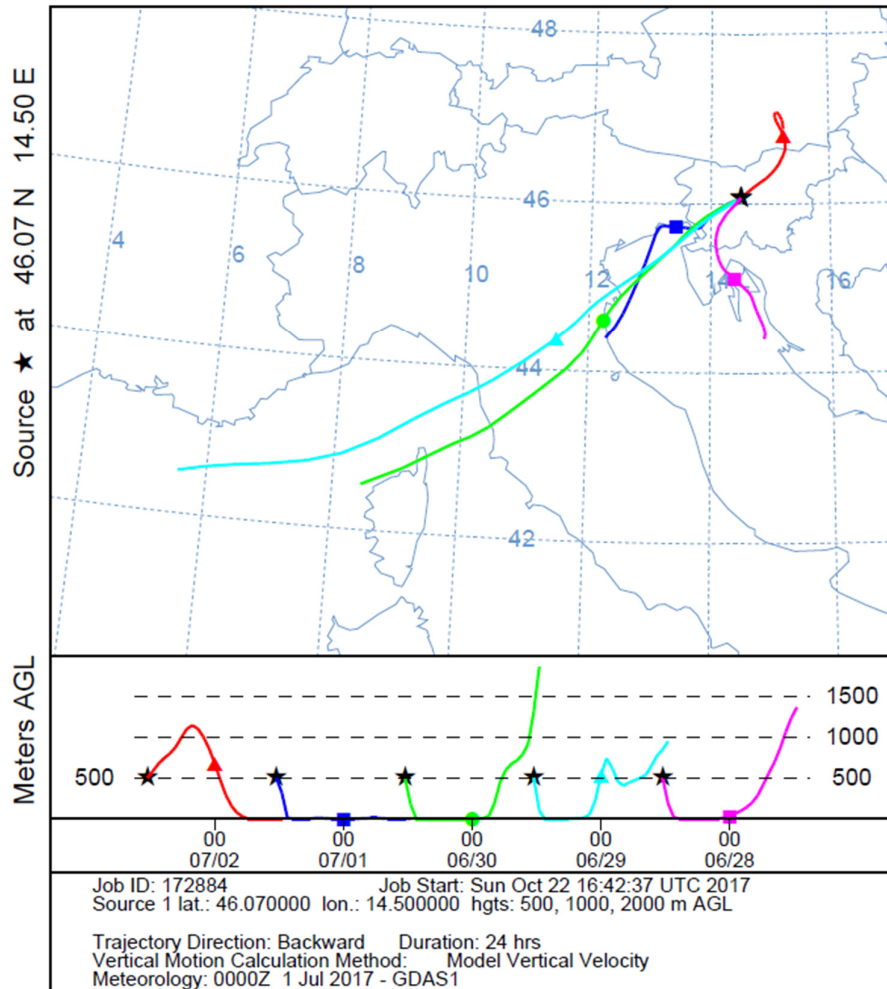 Source ★ at 46.07 N 14.50 E
48
46
4
6
8
10
12
14
16
44
42
Meters AGL
1500
1000
500
500
00 00 00 00 00
07/02 07/01 06/30 06/29 06/28
Job ID: 172884 Job Start: Sun Oct 22 16:42:37 UTC 2017
Source 1 lat.: 46.070000 lon.: 14.500000 hgts: 500, 1000, 2000 m AGL
Trajectory Direction: Backward Duration: 24 hrs
Vertical Motion Calculation Method: Model Vertical Velocity
Meteorology: 0000Z 1 Jul 2017 - GDAS1